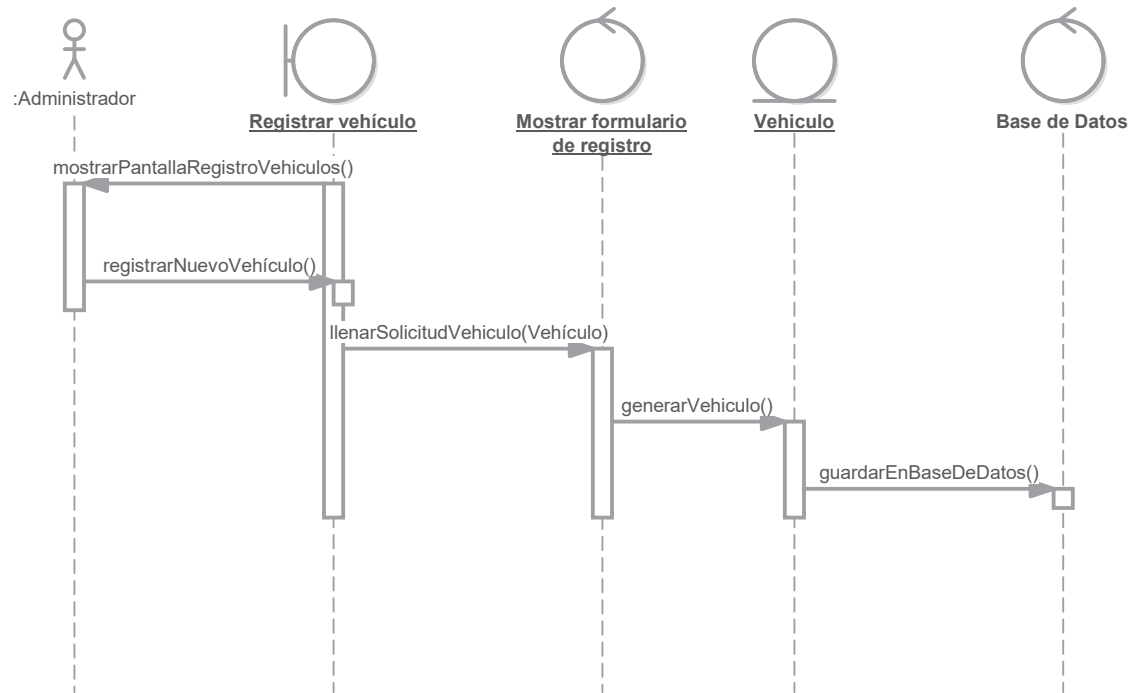 :Administrador
Registrar vehículo
Mostrar formulario
de registro
Vehiculo
Base de Datos
mostrarPantallaRegistroVehiculos()
registrarNuevoVehículo()
llenarSolicitudVehiculo(Vehículo)
generarVehiculo()
guardarEnBaseDeDatos()